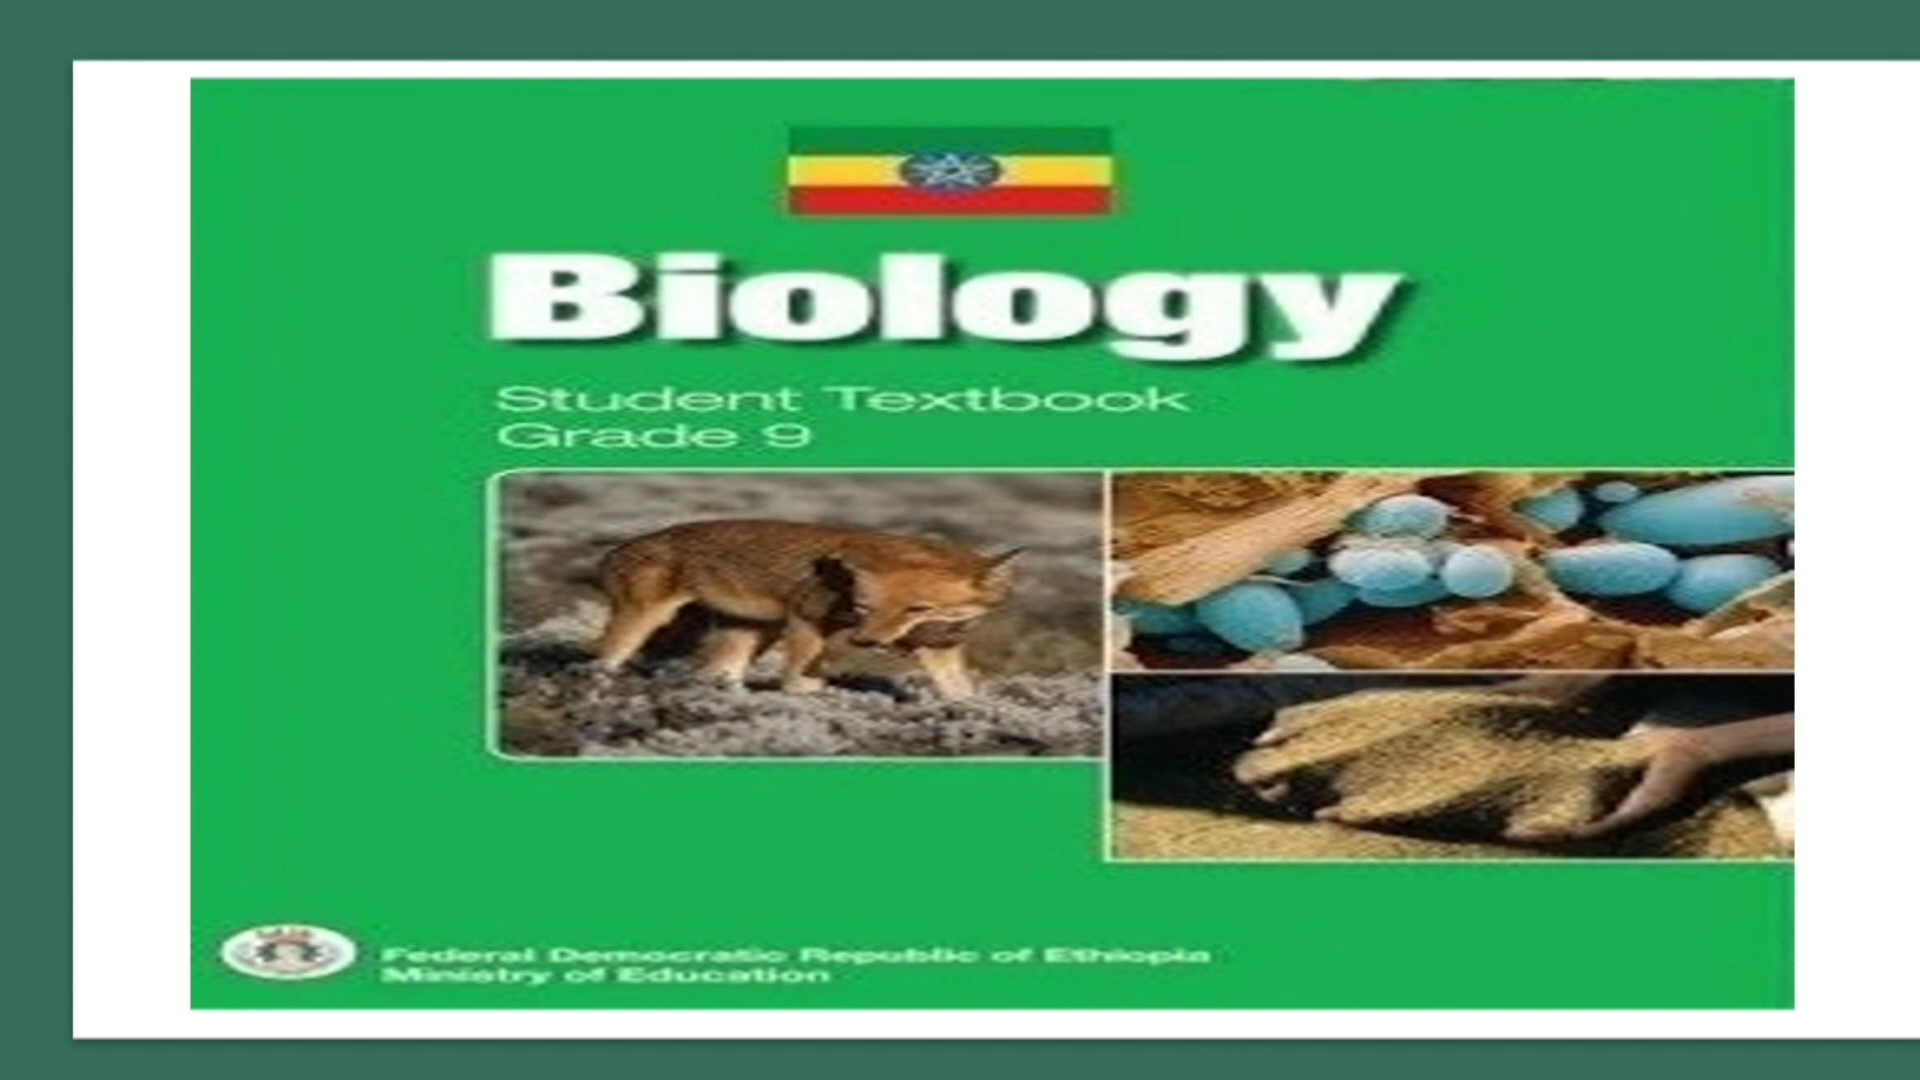 Biology
Student Textbook
Grade 9
Federal Democratic Republic of Ethiopia
Ministry of Education